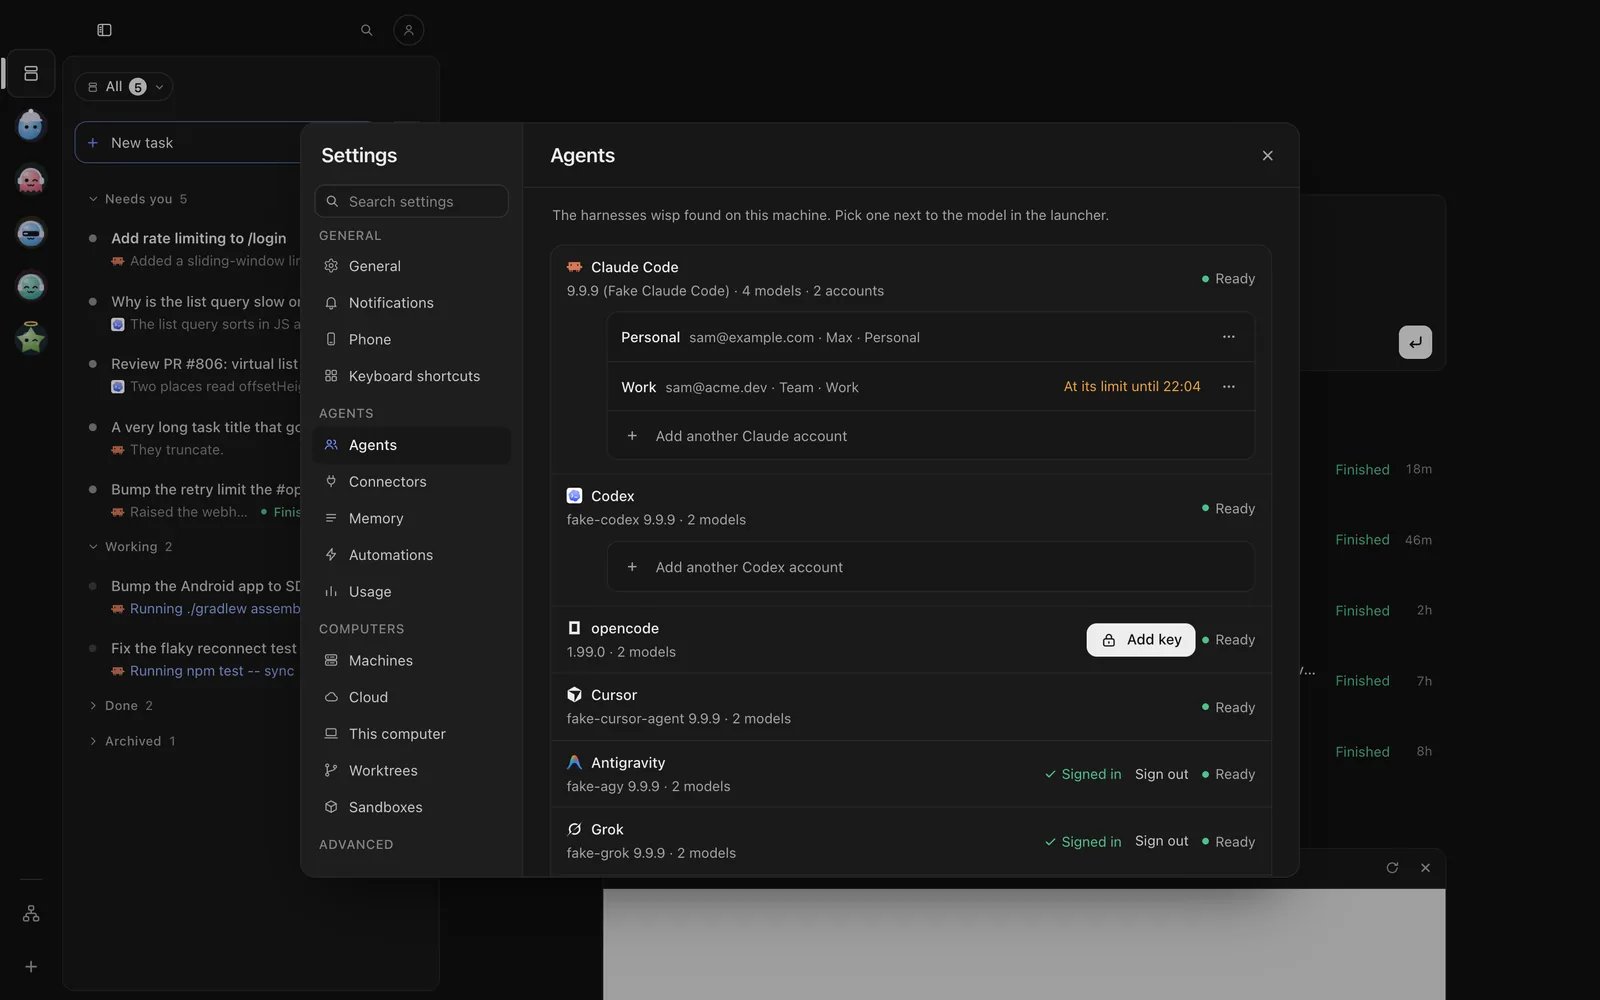 All 5
New task
Needs you 5
Add rate limiting to /login
Added a sliding-window lin
Why is the list query slow or
The list query sorts in JS a
Review PR #806: virtual list
Two places read offsetHeig
A very long task title that go
They truncate.
Bump the retry limit the #op
Raised the webh... Finis
Working 2
Bump the Android app to SD
Running ./gradlew assemb
Fix the flaky reconnect test
Running npm test -- sync
Done 2
Archived 1
Settings
Search settings
GENERAL
General
Notifications
Phone
Keyboard shortcuts
AGENTS
Agents
Connectors
Memory
Automations
Usage
COMPUTERS
Machines
Cloud
This computer
Worktrees
Sandboxes
ADVANCED
Agents
The harnesses wisp found on this machine. Pick one next to the model in the launcher.
Claude Code
9.9.9 (Fake Claude Code) · 4 models · 2 accounts
Ready
Personal sam@example.com · Max · Personal
Work sam@acme.dev · Team · Work At its limit until 22:04
Add another Claude account
Codex
fake-codex 9.9.9 · 2 models
Ready
Add another Codex account
opencode
1.99.0 · 2 models
Add key Ready
Cursor
fake-cursor-agent 9.9.9 · 2 models
Ready
Antigravity
fake-agy 9.9.9 · 2 models
Signed in Sign out Ready
Grok
fake-grok 9.9.9 · 2 models
Signed in Sign out Ready
Finished 18m
Finished 46m
Finished 2h
/... Finished 7h
Finished 8h